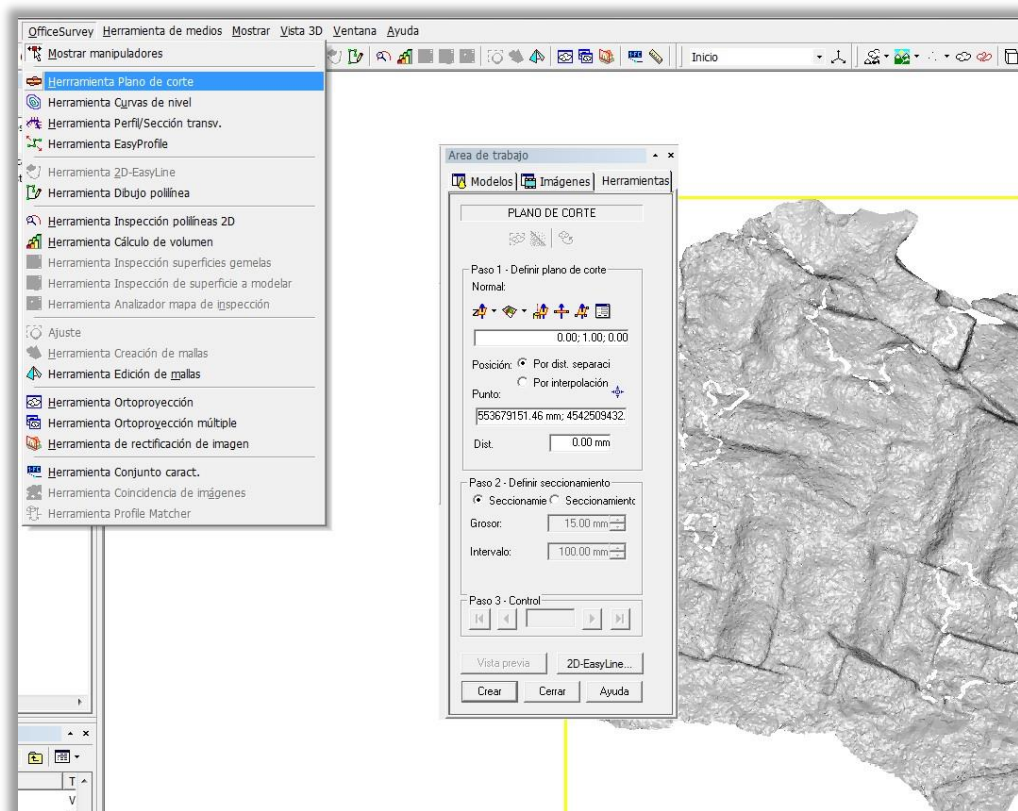 OfficeSurvey Herramienta de medios Mostrar Vista 3D Ventana Ayuda
Mostrar manipuladores
Herrramienta Plano de corte
Herramienta Curvas de nivel
Herramienta Perfil/Sección transv.
Herramienta EasyProfile
Herramienta 2D-EasyLine
Herramienta Dibujo polilínea
Herramienta Inspección polilíneas 2D
Herramienta Cálculo de volumen
Herramienta Inspección superficies gemelas
Herramienta Inspección de superficie a modelar
Herramienta Analizador mapa de inspección
Ajuste
Herramienta Creación de mallas
Herramienta Edición de mallas
Herramienta Ortoproyección
Herramienta Ortoproyección múltiple
Herramienta de rectificación de imagen
Herramienta Conjunto caract.
Herramienta Coincidencia de imágenes
Herramienta Profile Matcher
Inicio
Area de trabajo
Modelos Imágenes Herramientas
PLANO DE CORTE
Paso 1 - Definir plano de corte
Normal:
0.00; 1.00; 0.00
Posición: Por dist. separaci
Por interpolación
Punto:
553679151.46 mm; 4542509432.
Dist. 0.00 mm
Paso 2 - Definir seccionamiento
Seccionamie Seccionamientc
Grosor: 15.00 mm
Intervalo: 100.00 mm
Paso 3 - Control
Vista previa 2D-EasyLine...
Crear Cerrar Ayuda
T
V